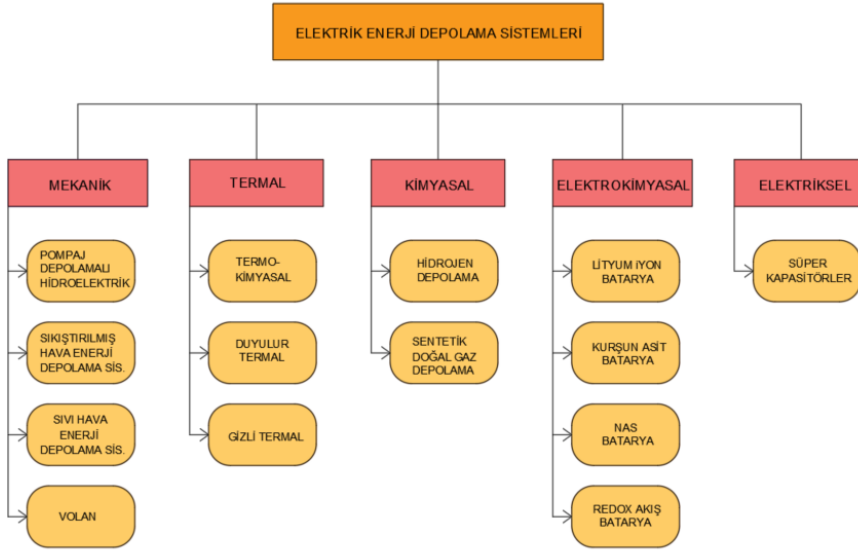 ELEKTRİK ENERJİ DEPOLAMA SİSTEMLERİ
MEKANİK
POMPAJ
DEPOLAMALI
HİDROELEKTRİK
SIKIŞTIRILMIŞ
HAVA ENERJİ
DEPOLAMA SİS.
SIVI HAVA
ENERJİ
DEPOLAMA SİS.
VOLAN
TERMAL
TERMO-
KİMYASAL
DUYULUR
TERMAL
GİZLİ TERMAL
KİMYASAL
HİDROJEN
DEPOLAMA
SENTETİK
DOĞAL GAZ
DEPOLAMA
ELEKTROKİMYASAL
LİTYUM iYON
BATARYA
KURŞUN ASİT
BATARYA
NAS
BATARYA
REDOX AKIŞ
BATARYA
ELEKTRİKSEL
SÜPER
KAPASİTÖRLER